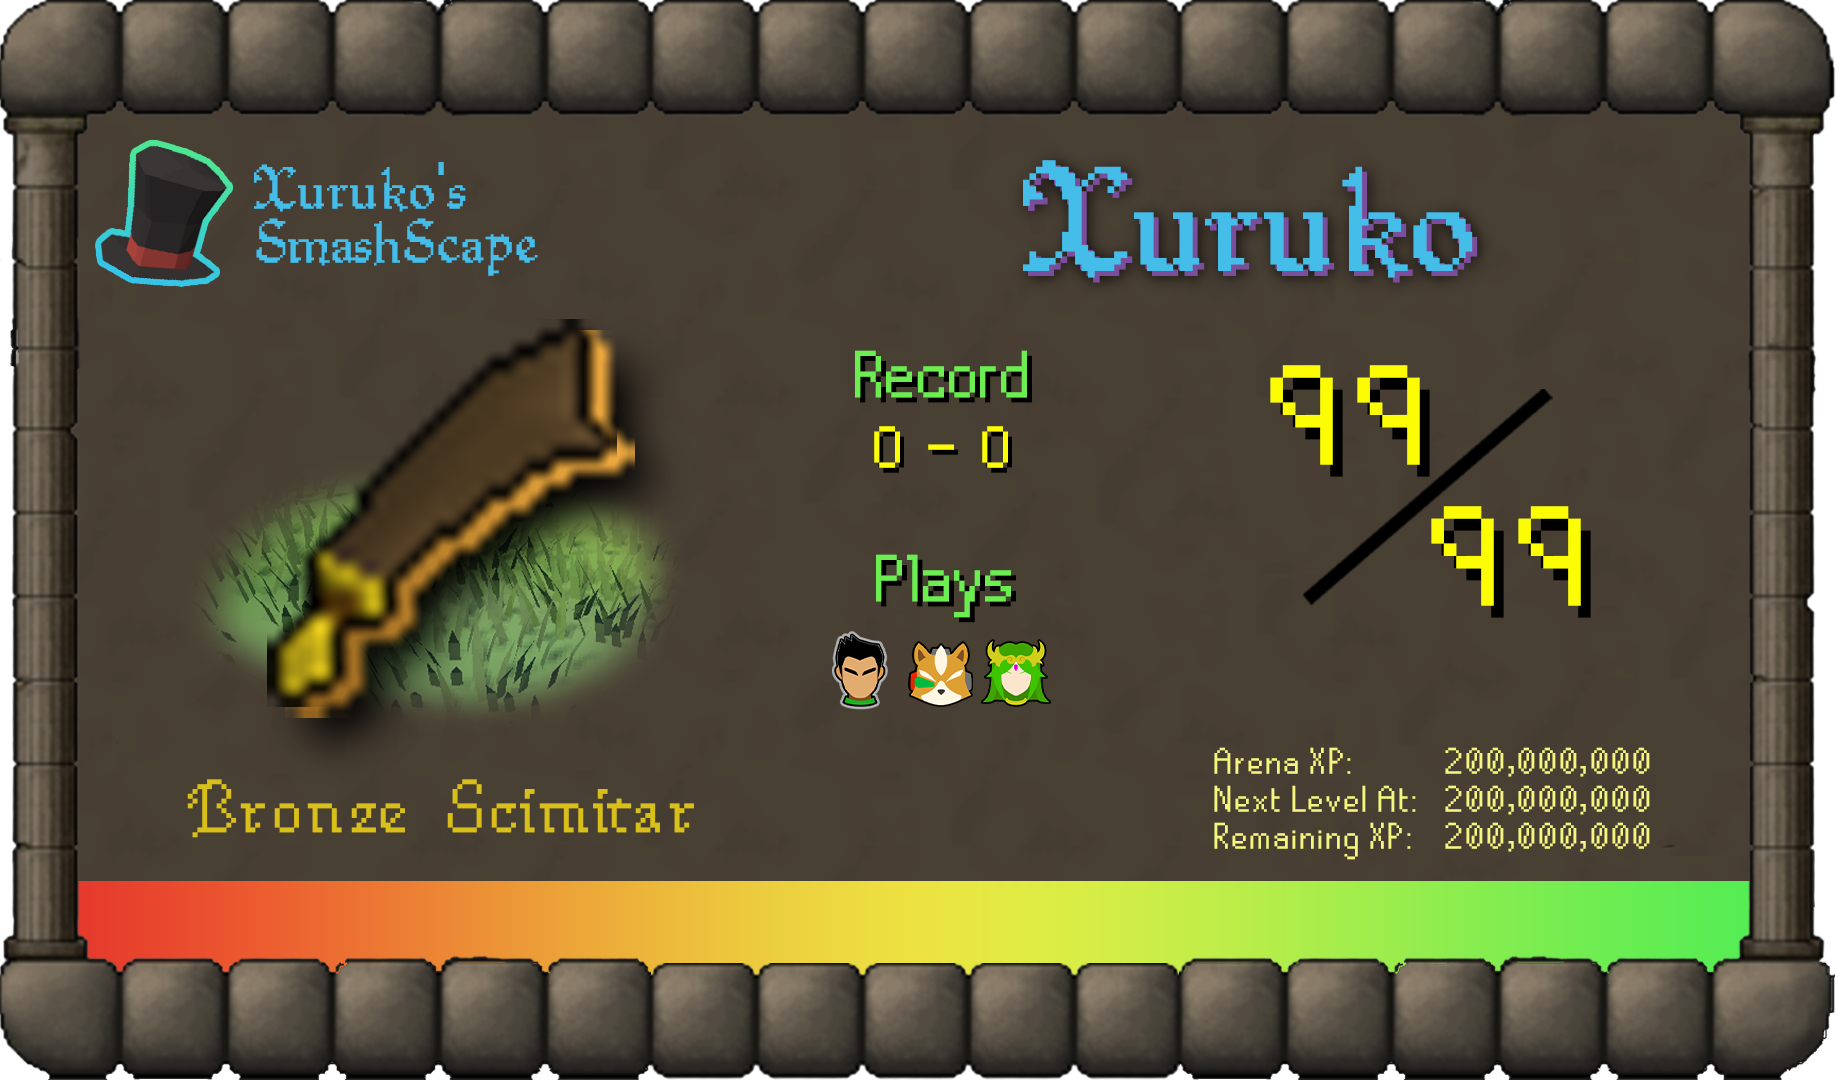 Xuruko's
SmashScape
Xuruko
Record
0 - 0
99
99
Plays
Bronze Scimitar
Arena XP: 200,000,000
Next Level At: 200,000,000
Remaining XP: 200,000,000